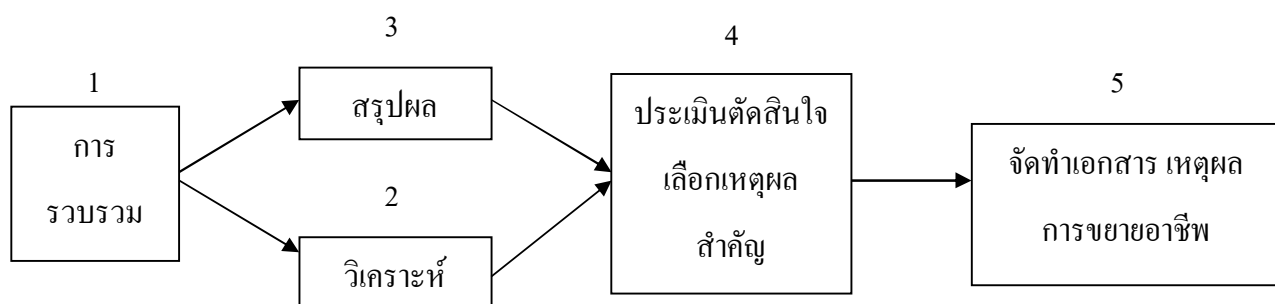 1
การ
รวบรวม
3
สรุปผล
2
วิเคราะห์
4
ประเมินตัดสินใจ
เลือกเหตุผล
สำคัญ
5
จัดทำเอกสาร เหตุผล
การขยายอาชีพ